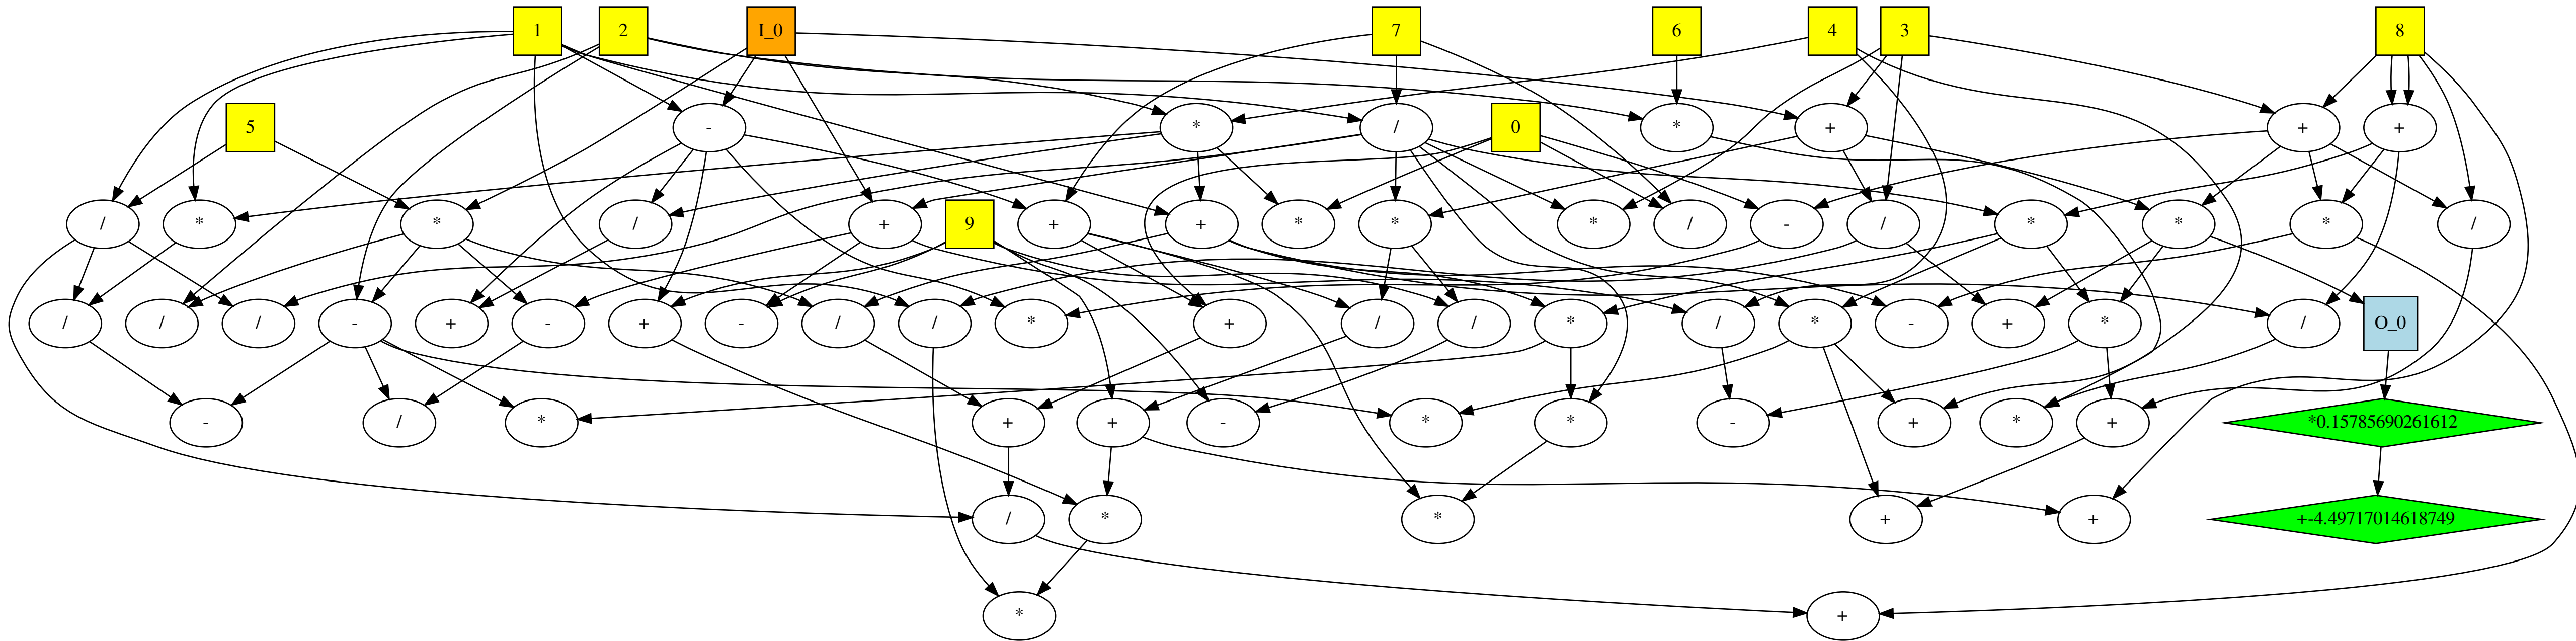 1 2 I_0 7 6 4 3 8
5 - * / 0 * + + +
/ * * / + 9 + + * * * / - / * * * /
/ / / - + - + - / / * + / / * / * - + * / O_0
- / * + + - * * - + * + *0.15785690261612
/ * * + + +-4.49717014618749
* +